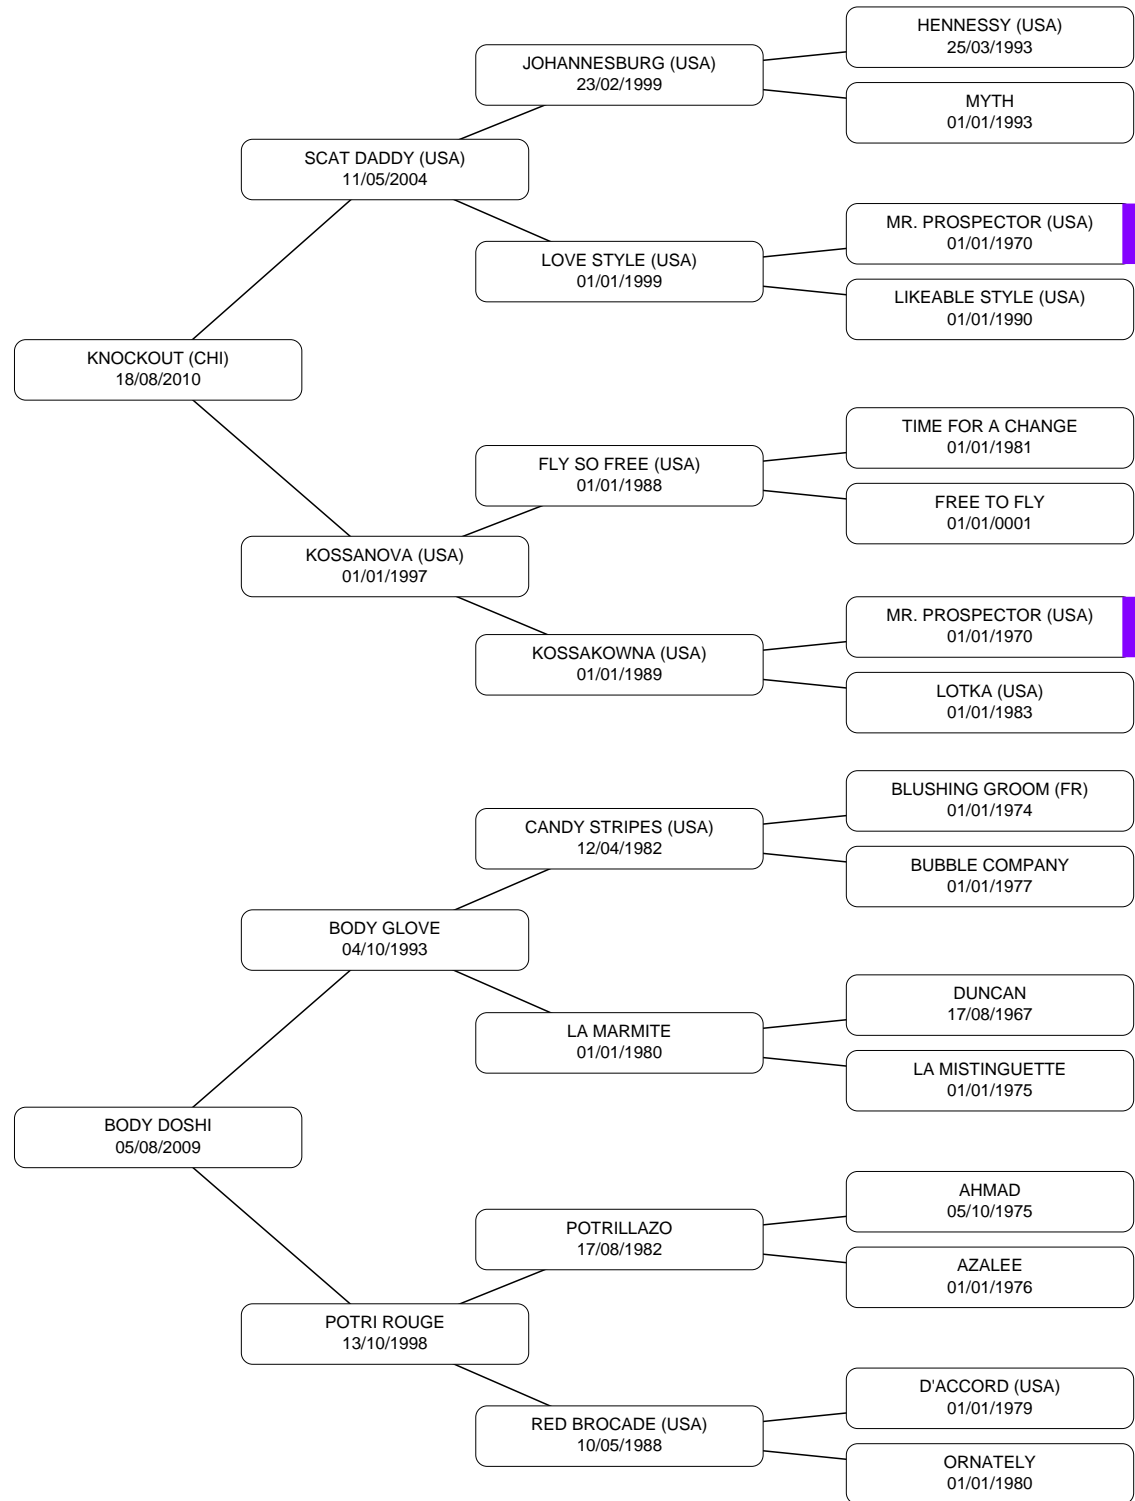 HENNESSY (USA)
25/03/1993
JOHANNESBURG (USA)
23/02/1999
MYTH
01/01/1993
SCAT DADDY (USA)
11/05/2004
MR. PROSPECTOR (USA)
01/01/1970
LOVE STYLE (USA)
01/01/1999
LIKEABLE STYLE (USA)
01/01/1990
KNOCKOUT (CHI)
18/08/2010
TIME FOR A CHANGE
01/01/1981
FLY SO FREE (USA)
01/01/1988
FREE TO FLY
01/01/0001
KOSSANOVA (USA)
01/01/1997
MR. PROSPECTOR (USA)
01/01/1970
KOSSAKOWNA (USA)
01/01/1989
LOTKA (USA)
01/01/1983
BLUSHING GROOM (FR)
01/01/1974
CANDY STRIPES (USA)
12/04/1982
BUBBLE COMPANY
01/01/1977
BODY GLOVE
04/10/1993
DUNCAN
17/08/1967
LA MARMITE
01/01/1980
LA MISTINGUETTE
01/01/1975
BODY DOSHI
05/08/2009
AHMAD
05/10/1975
POTRILLAZO
17/08/1982
AZALEE
01/01/1976
POTRI ROUGE
13/10/1998
D'ACCORD (USA)
01/01/1979
RED BROCADE (USA)
10/05/1988
ORNATELY
01/01/1980